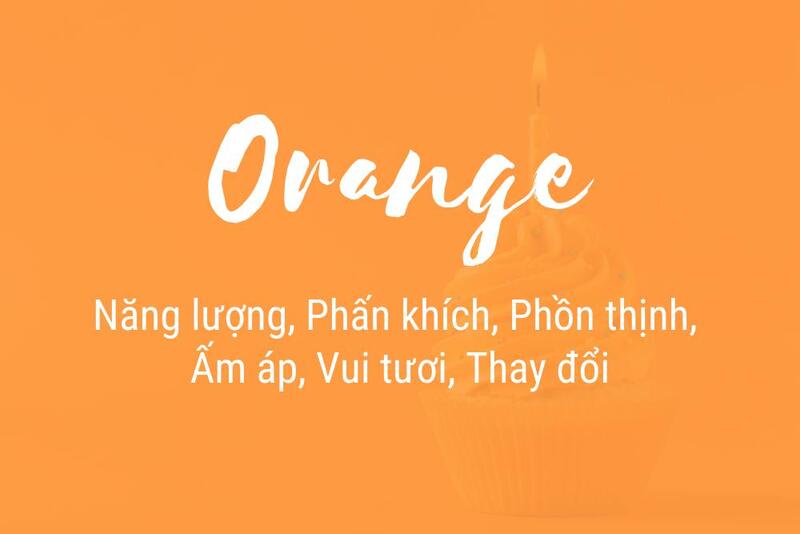 Orange
Năng lượng, Phấn khích, Phồn thịnh,
Ấm áp, Vui tươi, Thay đổi